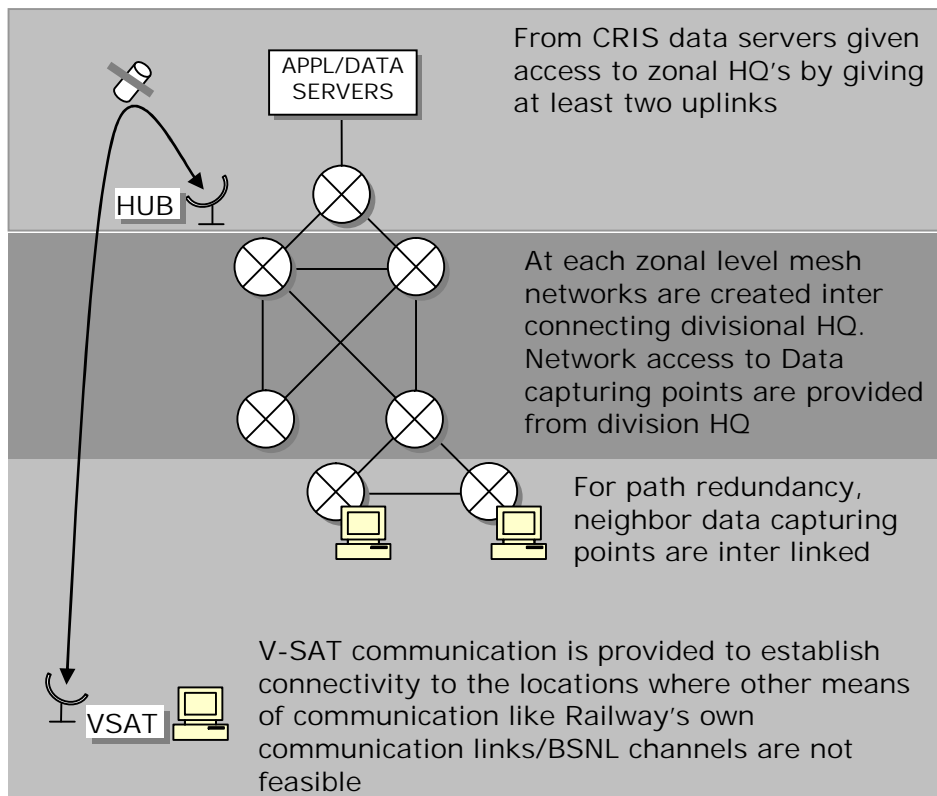 APPL/DATA
SERVERS
From CRIS data servers given
access to zonal HQ's by giving
at least two uplinks
HUB
At each zonal level mesh
networks are created inter
connecting divisional HQ.
Network access to Data
capturing points are provided
from division HQ
For path redundancy,
neighbor data capturing
points are inter linked
V-SAT communication is provided to establish
connectivity to the locations where other means
of communication like Railway's own
communication links/BSNL channels are not
feasible
VSAT